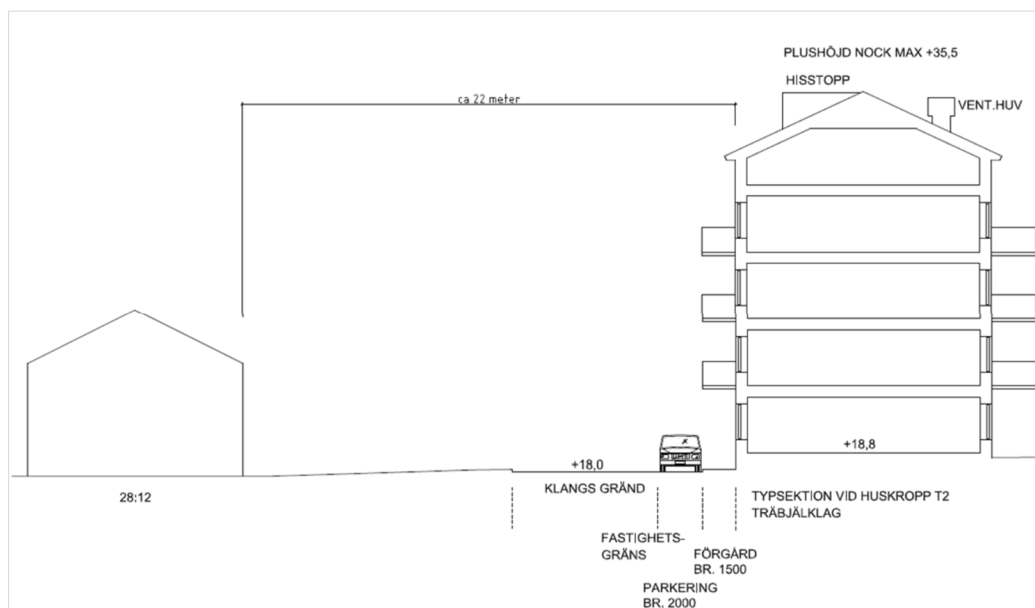 PLUSHÖJD NOCK MAX +35,5
HISSTOPP
ca 22 meter
VENT.HUV
+18,8
+18,0
KLANGS GRÄND
28:12
TYPSEKTION VID HUSKROPP T2
TRÄBJÄLKLAG
FASTIGHETS-
GRÄNS
FÖRGÅRD
BR. 1500
PARKERING
BR. 2000